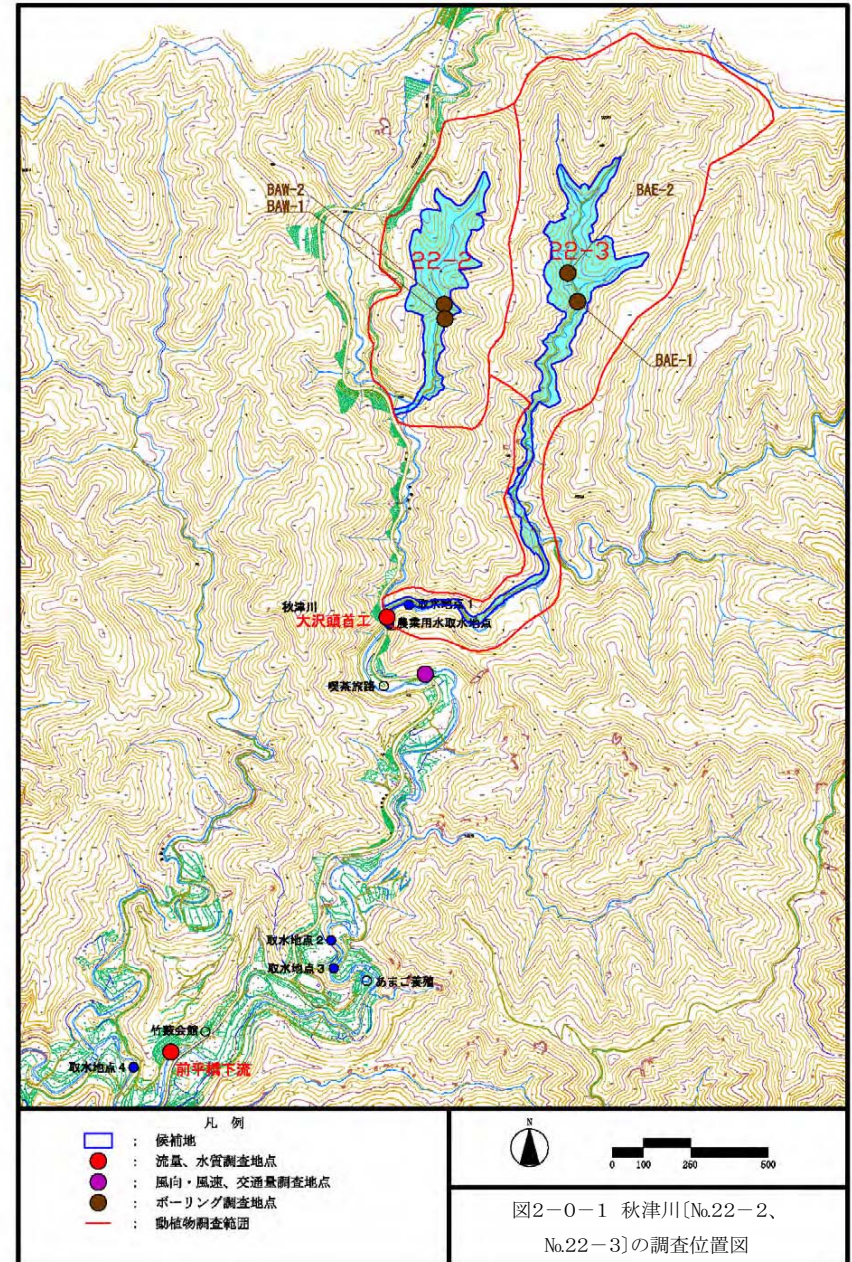 BAW-2
BAW-1
BAE-2
22-2
22-3
BAE-1
秋津川
取水地点1
大沢頭首工
農業用水取水地点
喫茶旅路
取水地点2
取水地点3
あまご養殖
竹藪会館
取水地点4
前平橋下流
凡 例
: 候補地
: 流量、水質調査地点
: 風向・風速、交通量調査地点
: ボーリング調査地点
: 動植物調査範囲
N
0 100 250 500
図2-0-1 秋津川〔№22-2、
№22-3〕の調査位置図